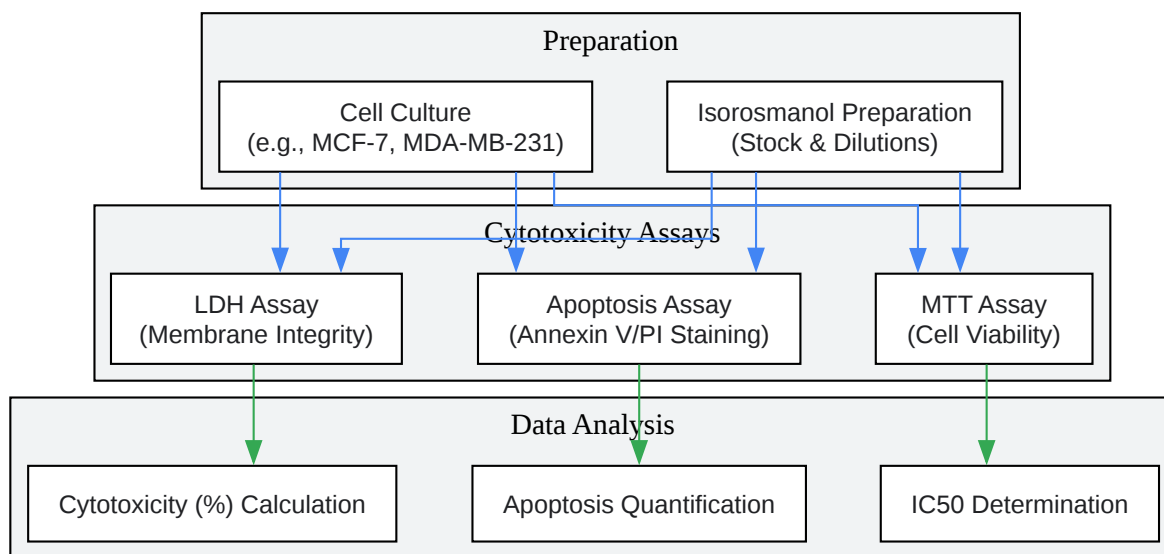 Preparation
Cell Culture
(e.g., MCF-7, MDA-MB-231)
Isorosmanol Preparation
(Stock & Dilutions)
Cytotoxicity Assays
LDH Assay
(Membrane Integrity)
Apoptosis Assay
(Annexin V/PI Staining)
MTT Assay
(Cell Viability)
Data Analysis
Cytotoxicity (%) Calculation
Apoptosis Quantification
IC50 Determination